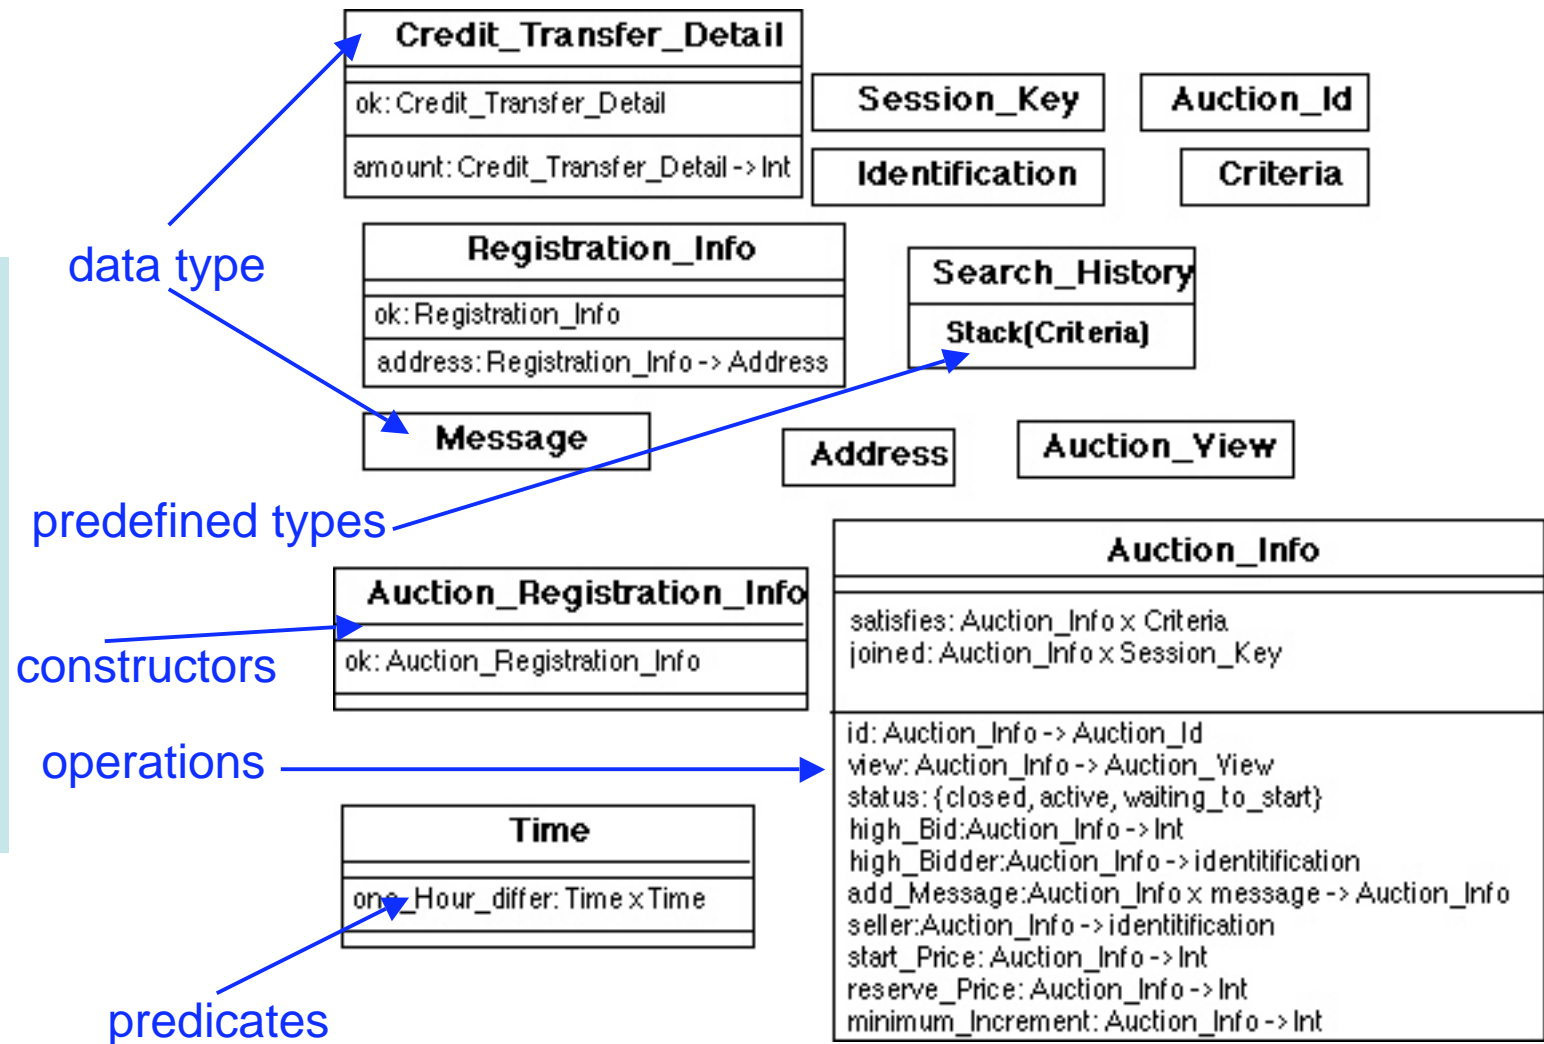 Credit_Transfer_Detail
ok: Credit_Transfer_Detail
amount: Credit_Transfer_Detail -> Int
Session_Key
Auction_Id
Identification
Criteria
data type
Registration_Info
ok: Registration_Info
address: Registration_Info -> Address
Search_History
Stack(Criteria)
Message
Address
Auction_View
predefined types
Auction_Registration_Info
ok: Auction_Registration_Info
constructors
operations
Auction_Info
satisfies: Auction_Info x Criteria
joined: Auction_Info x Session_Key
id: Auction_Info -> Auction_Id
view: Auction_Info -> Auction_View
status: {closed, active, waiting_to_start}
high_Bid:Auction_Info -> Int
high_Bidder:Auction_Info -> identitification
add_Message:Auction_Info x message -> Auction_Info
seller:Auction_Info -> identitification
start_Price: Auction_Info -> Int
reserve_Price: Auction_Info -> Int
minimum_Increment: Auction_Info -> Int
Time
one_Hour_differ: Time x Time
predicates